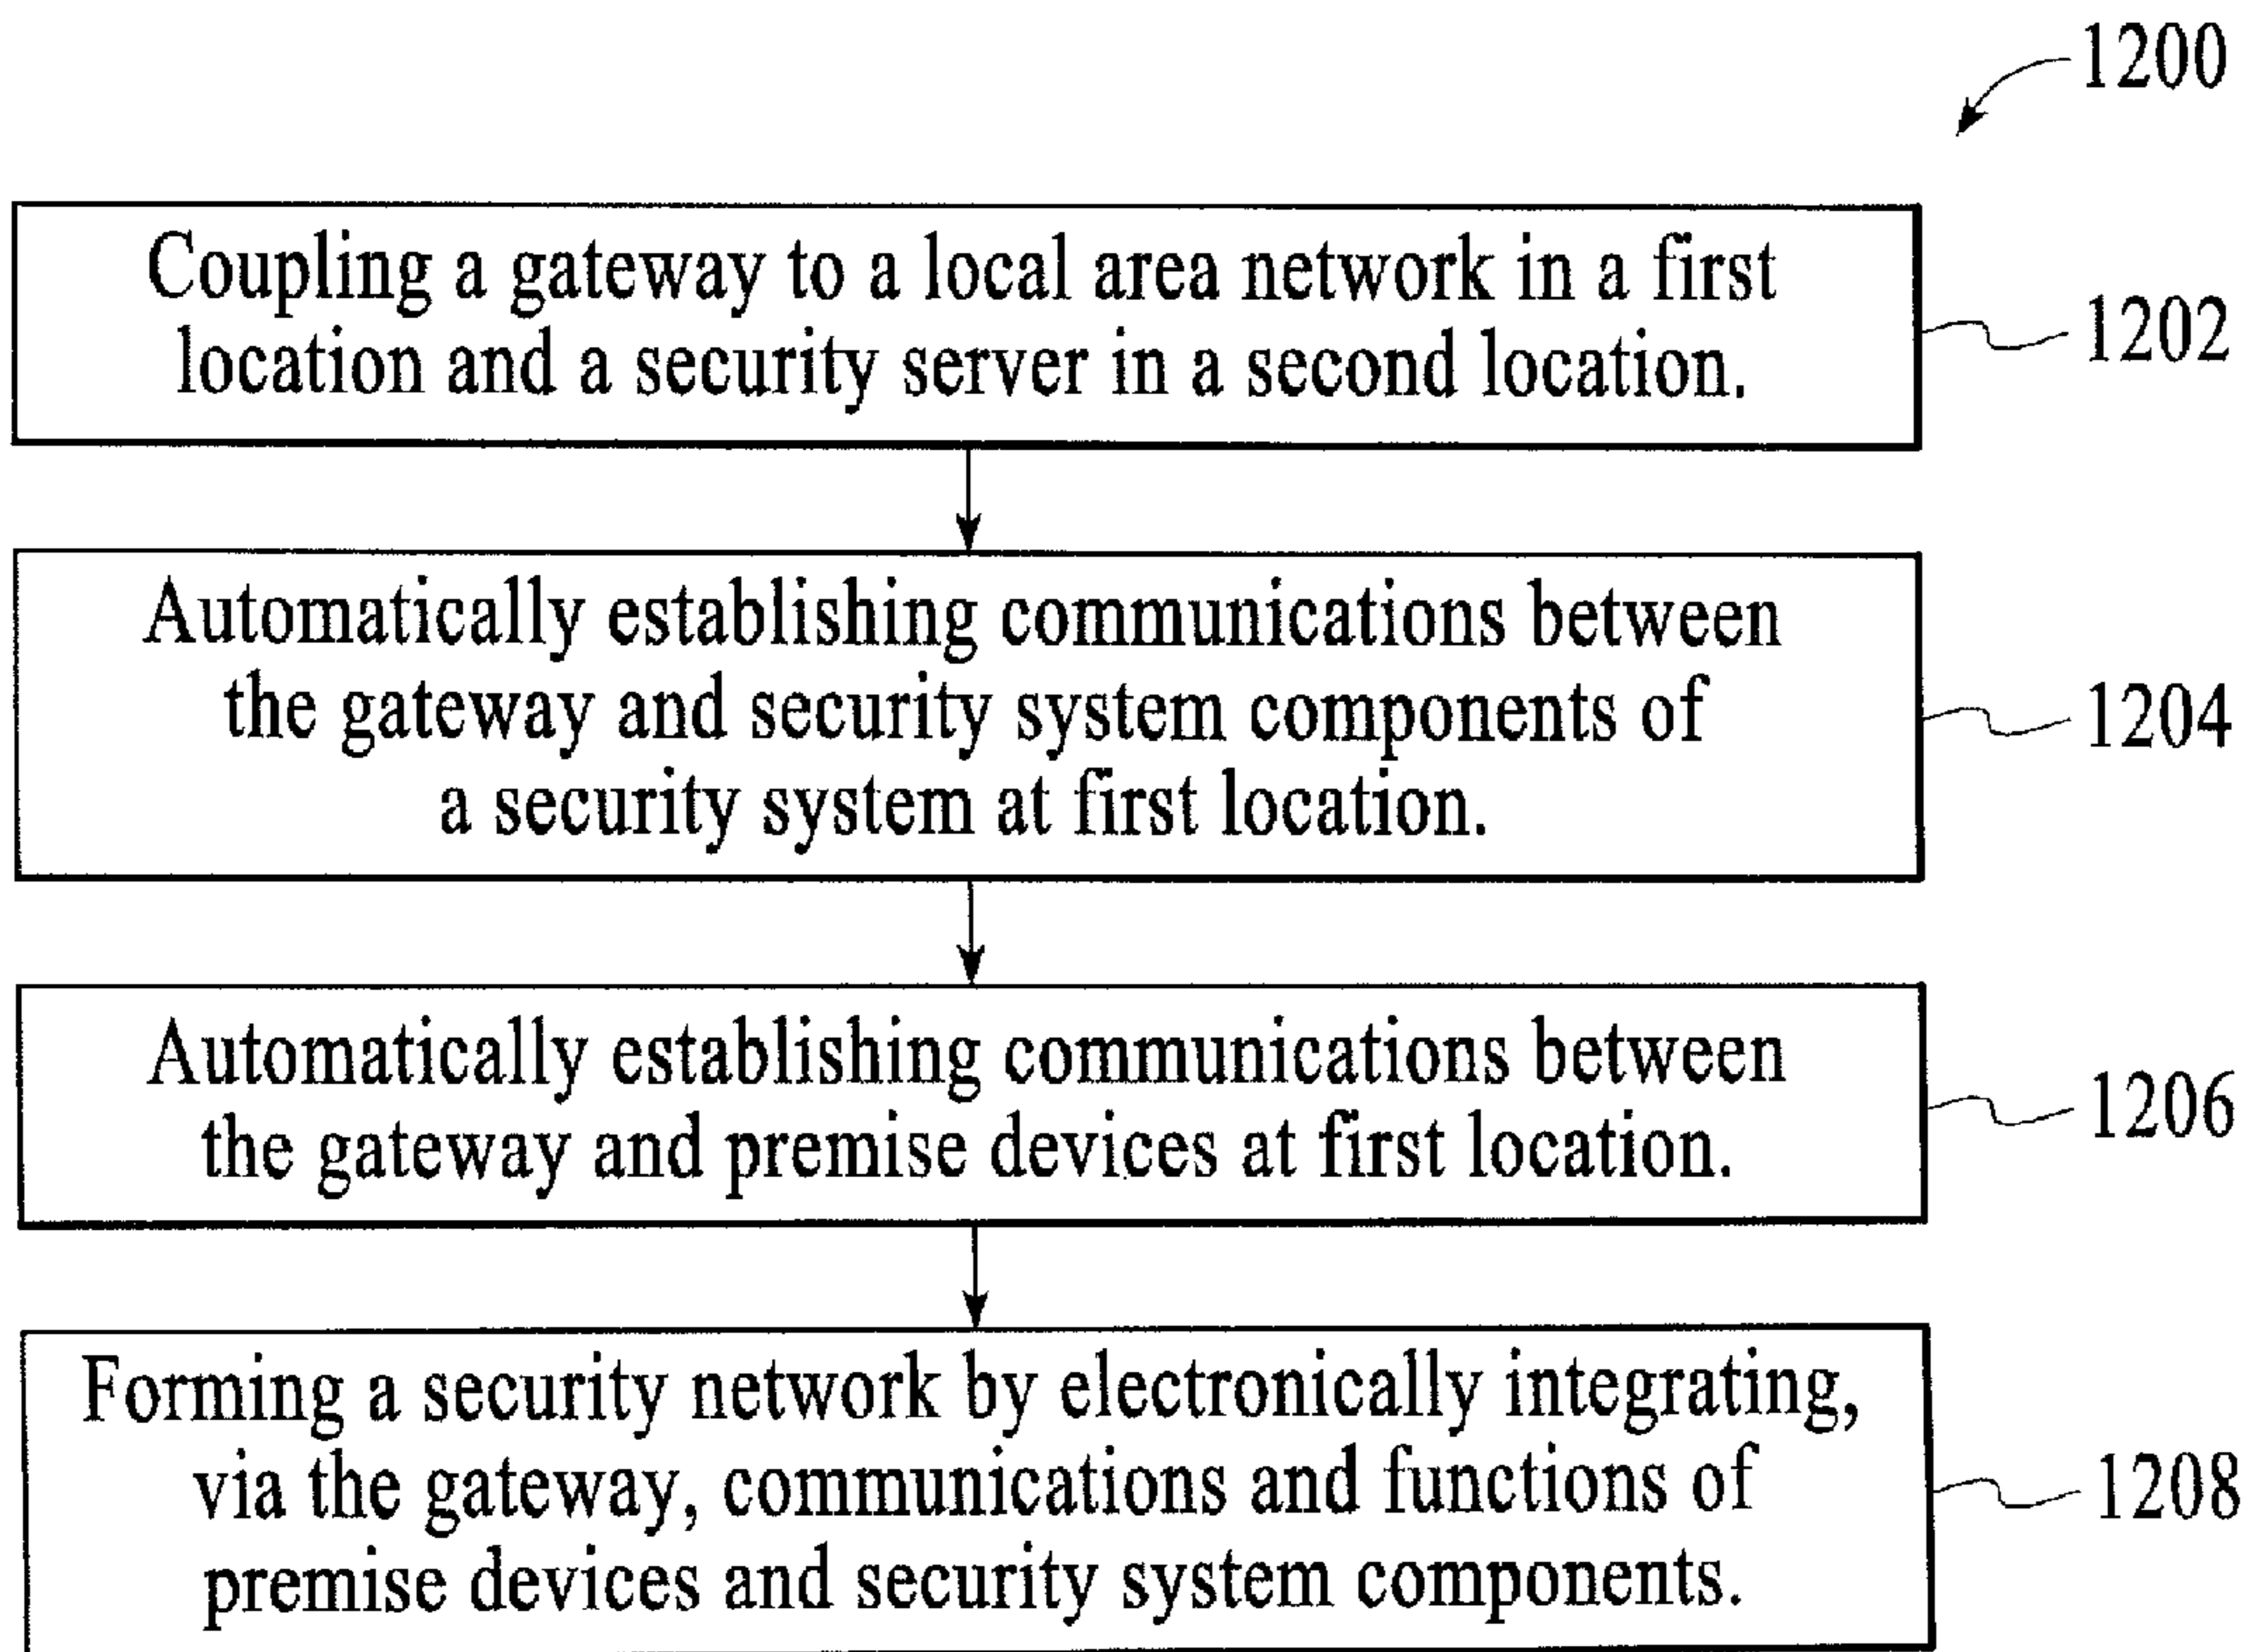 1200
Coupling a gateway to a local area network in a first
location and a security server in a second location.
1202
Automatically establishing communications between
the gateway and security system components of
a security system at first location.
1204
Automatically establishing communications between
the gateway and premise devices at first location.
1206
Forming a security network by electronically integrating,
via the gateway, communications and functions of
premise devices and security system components.
1208